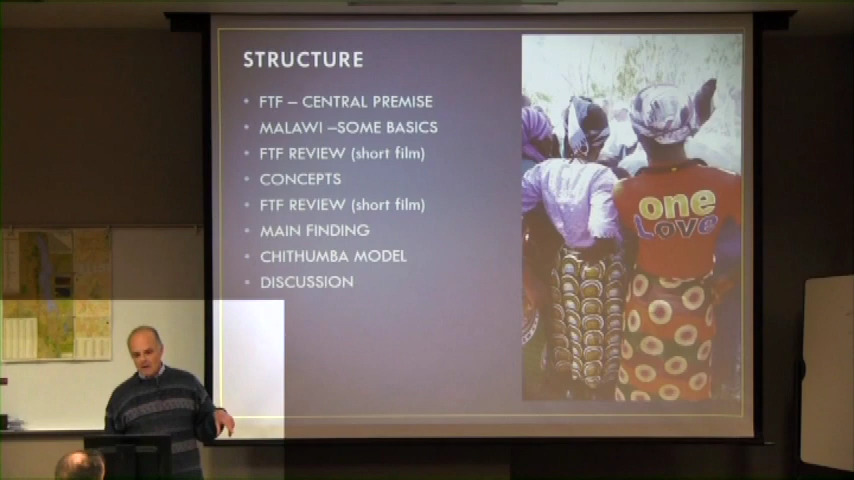 STRUCTURE
• FTF – CENTRAL PREMISE
• MALAWI –SOME BASICS
• FTF REVIEW (short film)
• CONCEPTS
• FTF REVIEW (short film)
• MAIN FINDING
• CHITHUMBA MODEL
• DISCUSSION
one
LOVE